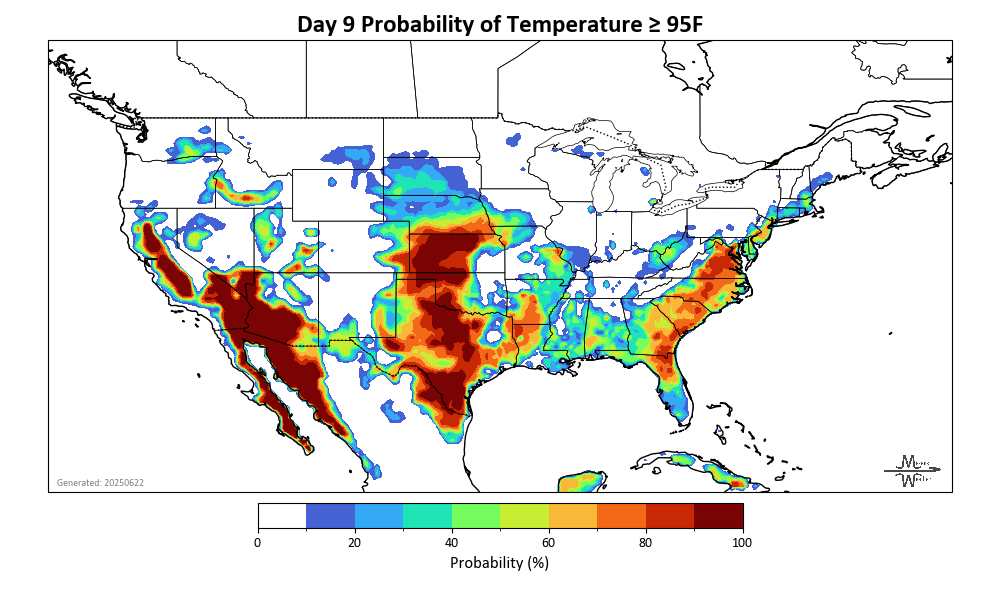 Day 9 Probability of Temperature ≥ 95F
Generated: 20250622
0 20 40 60 80 100
Probability (%)